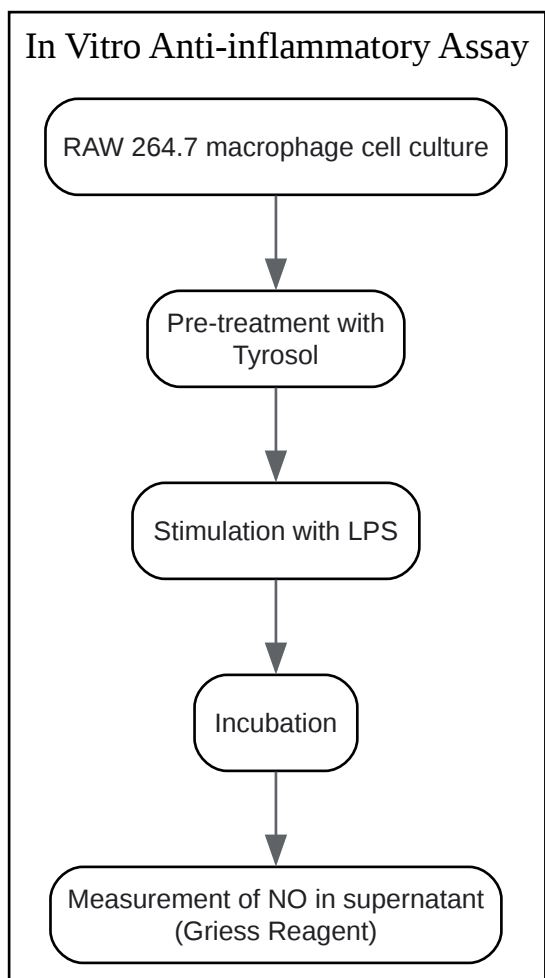 In Vitro Anti-inflammatory Assay
RAW 264.7 macrophage cell culture
Pre-treatment with
Tyrosol
Stimulation with LPS
Incubation
Measurement of NO in supernatant
(Griess Reagent)